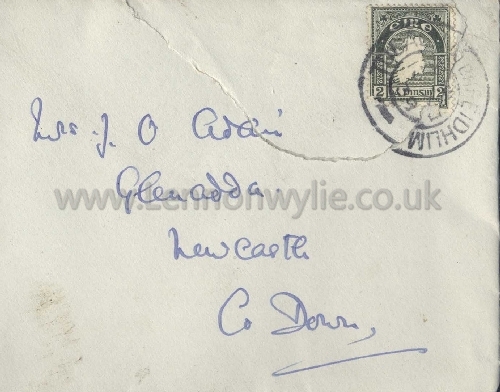 ÉIRE
2 2
Mrs. J. O Adair
Glenadda.
www.Lennonwylie.co.uk
Newcastle
Co Down,